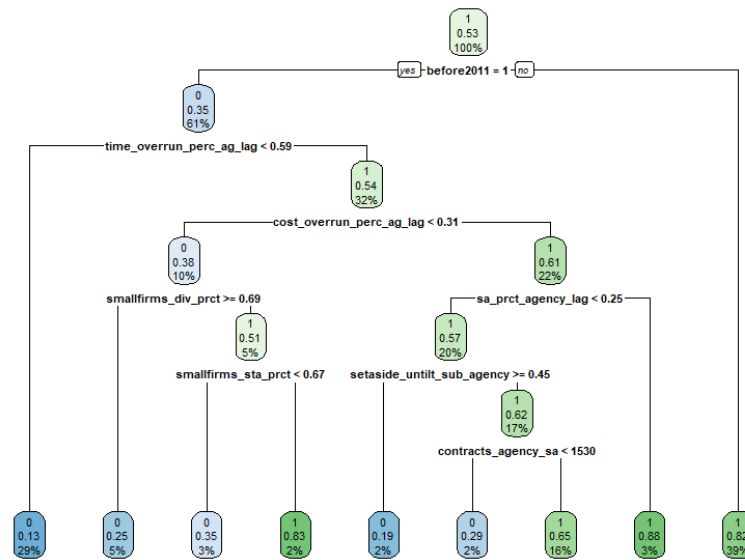 1
0.53
100%
yes before2011 = 1 no
0
0.35
61%
time_overrun_perc_ag_lag < 0.59
1
0.54
32%
cost_overrun_perc_ag_lag < 0.31
0
0.38
10%
1
0.61
22%
smallfirms_div_prct >= 0.69
sa_prct_agency_lag < 0.25
1
0.51
5%
1
0.57
20%
smallfirms_sta_prct < 0.67
setaside_untilt_sub_agency >= 0.45
1
0.62
17%
contracts_agency_sa < 1530
0 0 0 1 0 0 1 1 1
0.13 0.25 0.35 0.83 0.19 0.29 0.65 0.88 0.82
29% 5% 3% 2% 2% 2% 16% 3% 39%